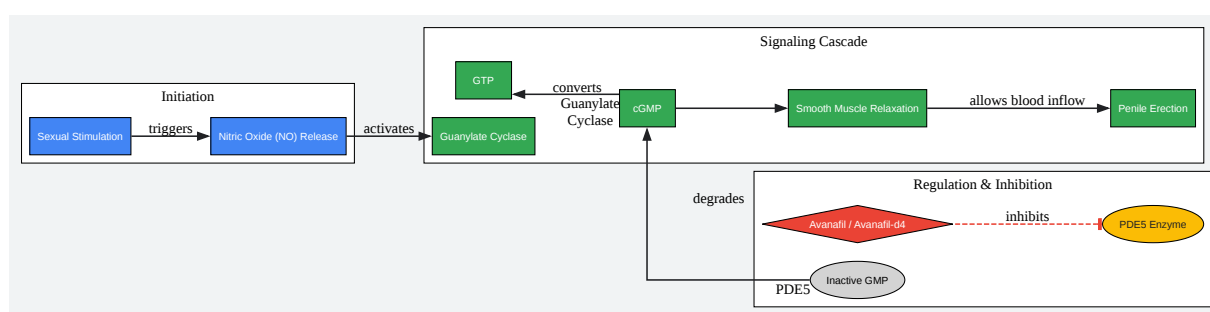 Signaling Cascade
Initiation
Sexual Stimulation
triggers
Nitric Oxide (NO) Release
activates
GTP
Guanylate Cyclase
converts
Guanylate
Cyclase
cGMP
Smooth Muscle Relaxation
allows blood inflow
Penile Erection
degrades
Regulation & Inhibition
Avanafil / Avanafil-d4
inhibits
PDE5 Enzyme
PDE5
Inactive GMP